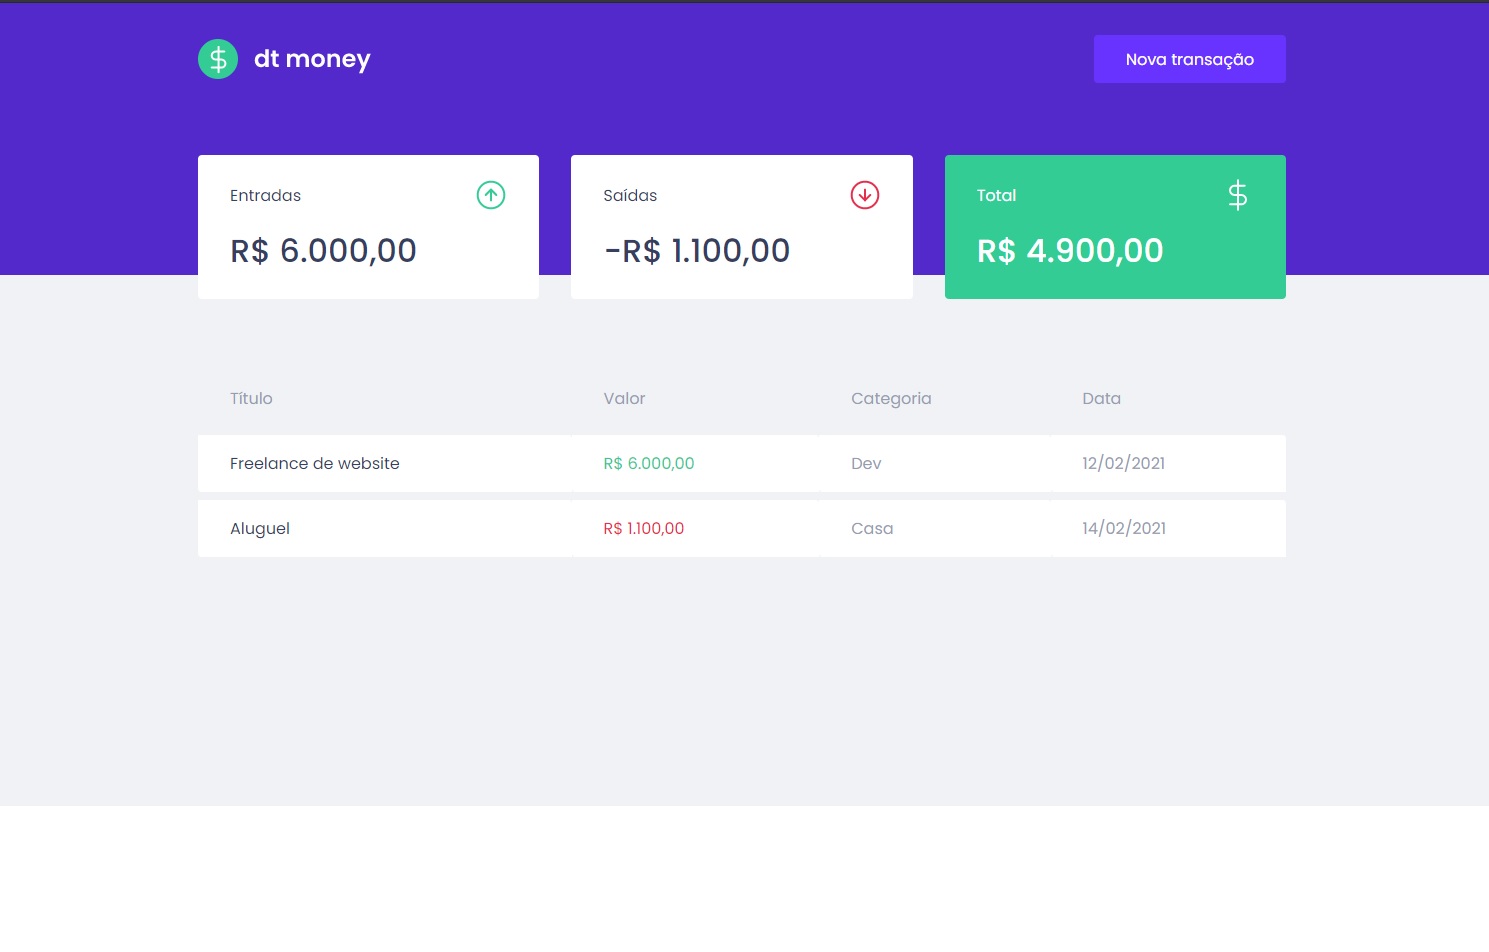 dt money
Nova transação
Entradas
R$ 6.000,00
Saídas
-R$ 1.100,00
Total
R$ 4.900,00
Título Valor Categoria Data
Freelance de website R$ 6.000,00 Dev 12/02/2021
Aluguel R$ 1.100,00 Casa 14/02/2021